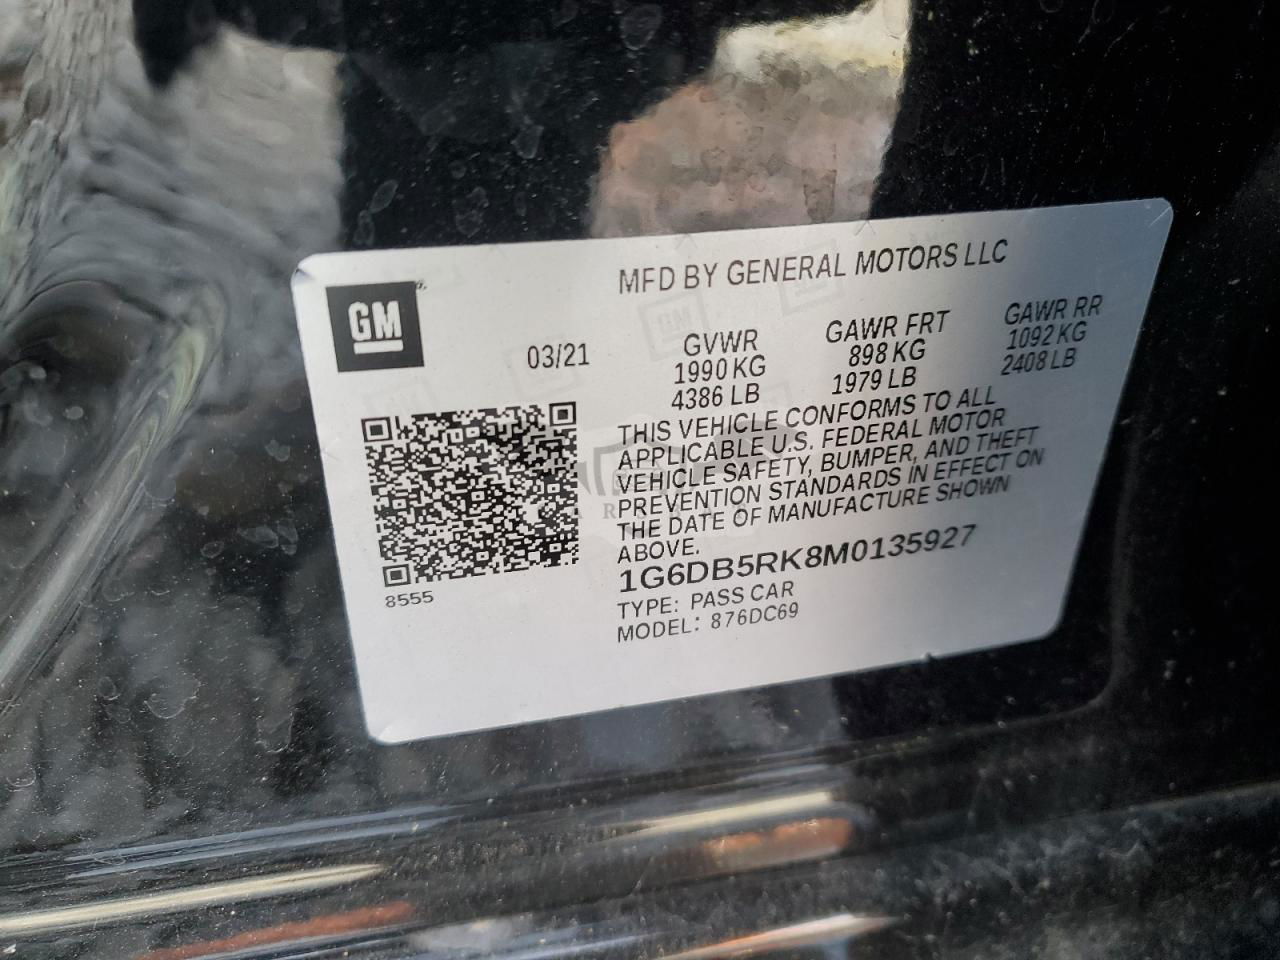 MFD BY GENERAL MOTORS LLC
GM
03/21
GVWR
1990 KG
4386 LB
GAWR FRT
898 KG
1979 LB
GAWR RR
1092 KG
2408 LB
THIS VEHICLE CONFORMS TO ALL
APPLICABLE U.S. FEDERAL MOTOR
VEHICLE SAFETY, BUMPER, AND THEFT
PREVENTION STANDARDS IN EFFECT ON
THE DATE OF MANUFACTURE SHOWN
ABOVE.
1G6DB5RK8M0135927
TYPE: PASS CAR
MODEL: 876DC69
8555